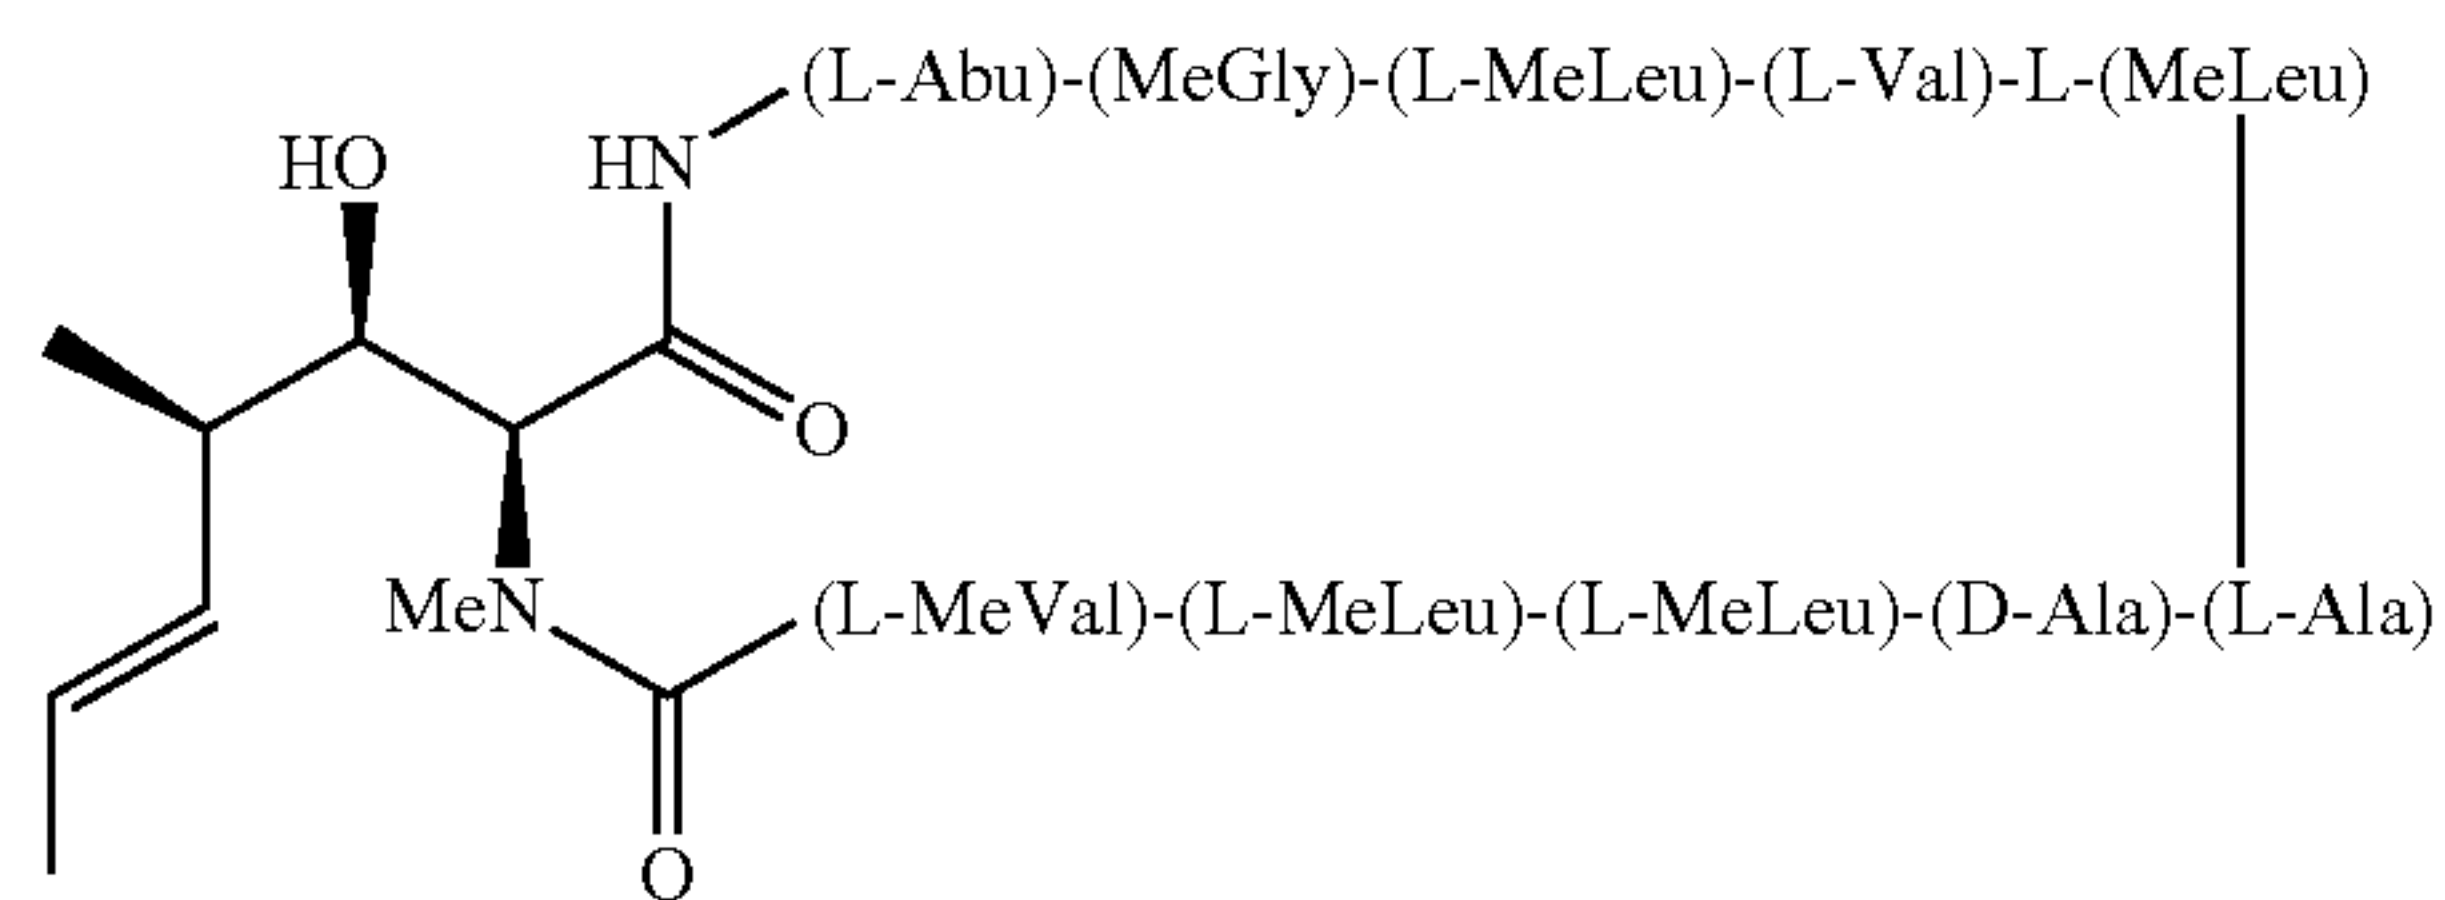 (L-Abu)-(MeGly)-(L-MeLeu)-(L-Val)-L-(MeLeu)
HO
HN
O
MeN
(L-MeVal)-(L-MeLeu)-(L-MeLeu)-(D-Ala)-(L-Ala)
O